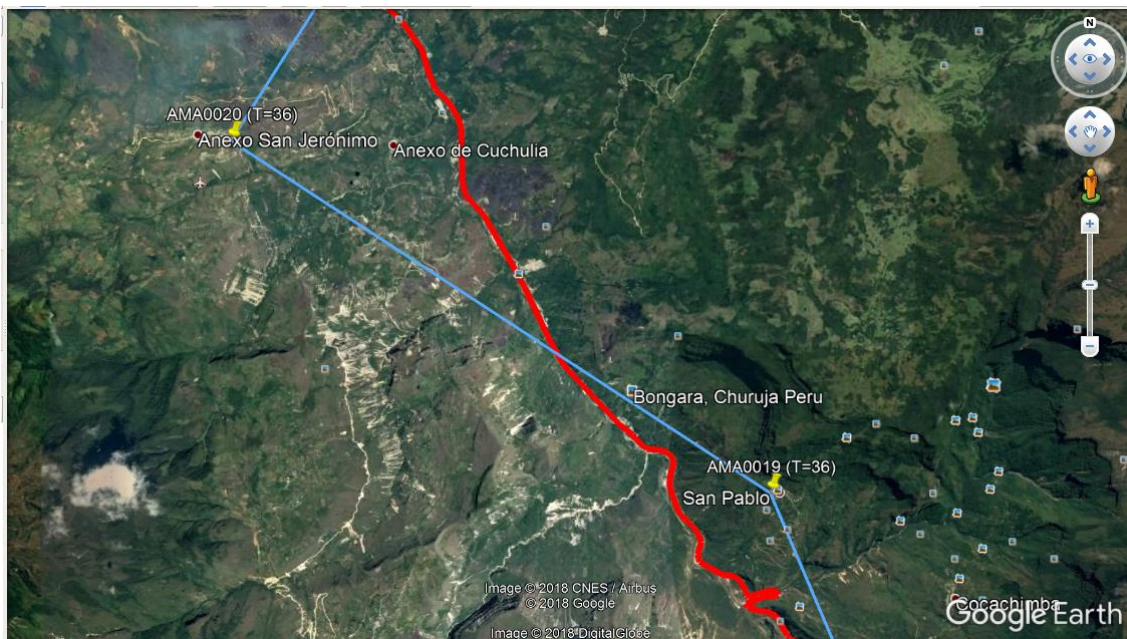 N
AMA0020 (T=36)
Anexo San Jerónimo
Anexo de Cuchulia
Bongara, Churuja Peru
AMA0019 (T=36)
San Pablo
Image © 2018 CNES / Airbus
© 2018 Google
Image © 2018 DigitalGlobe
Cocachimba
Google Earth